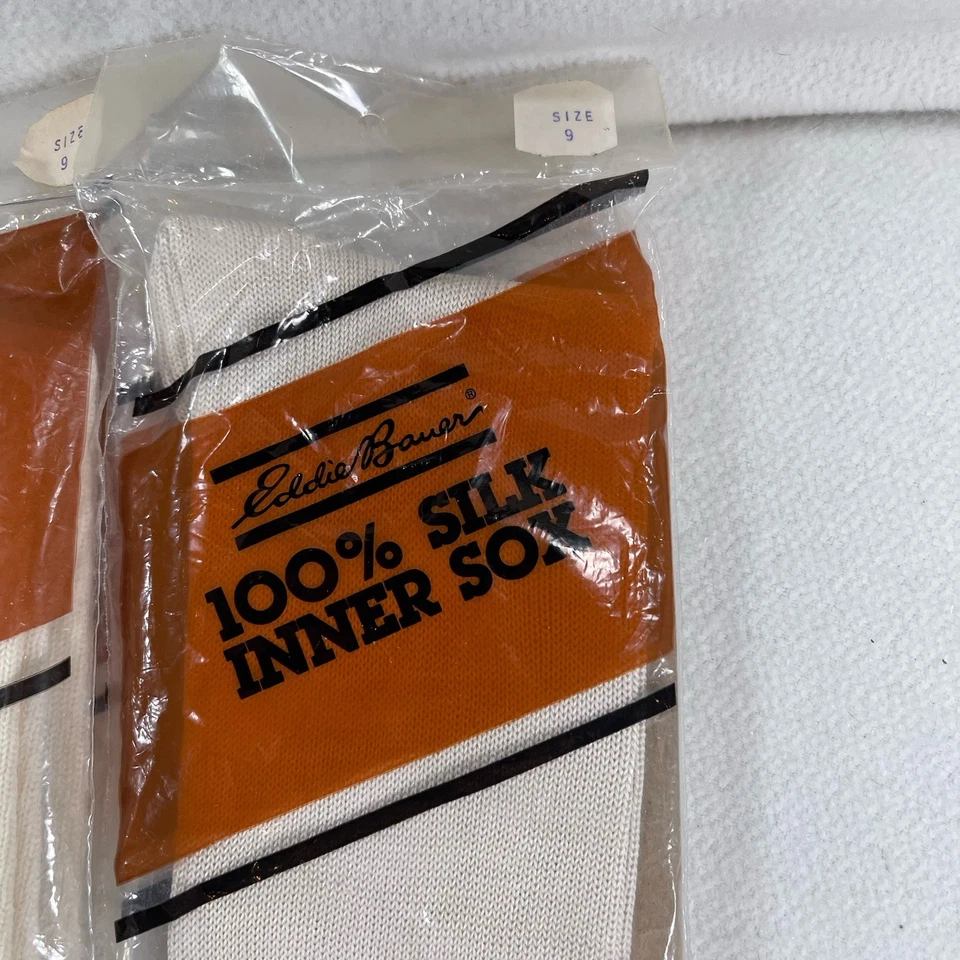 SIZE
9
SIZE
9
Eddie Bauer®
100% SILK
INNER SOX